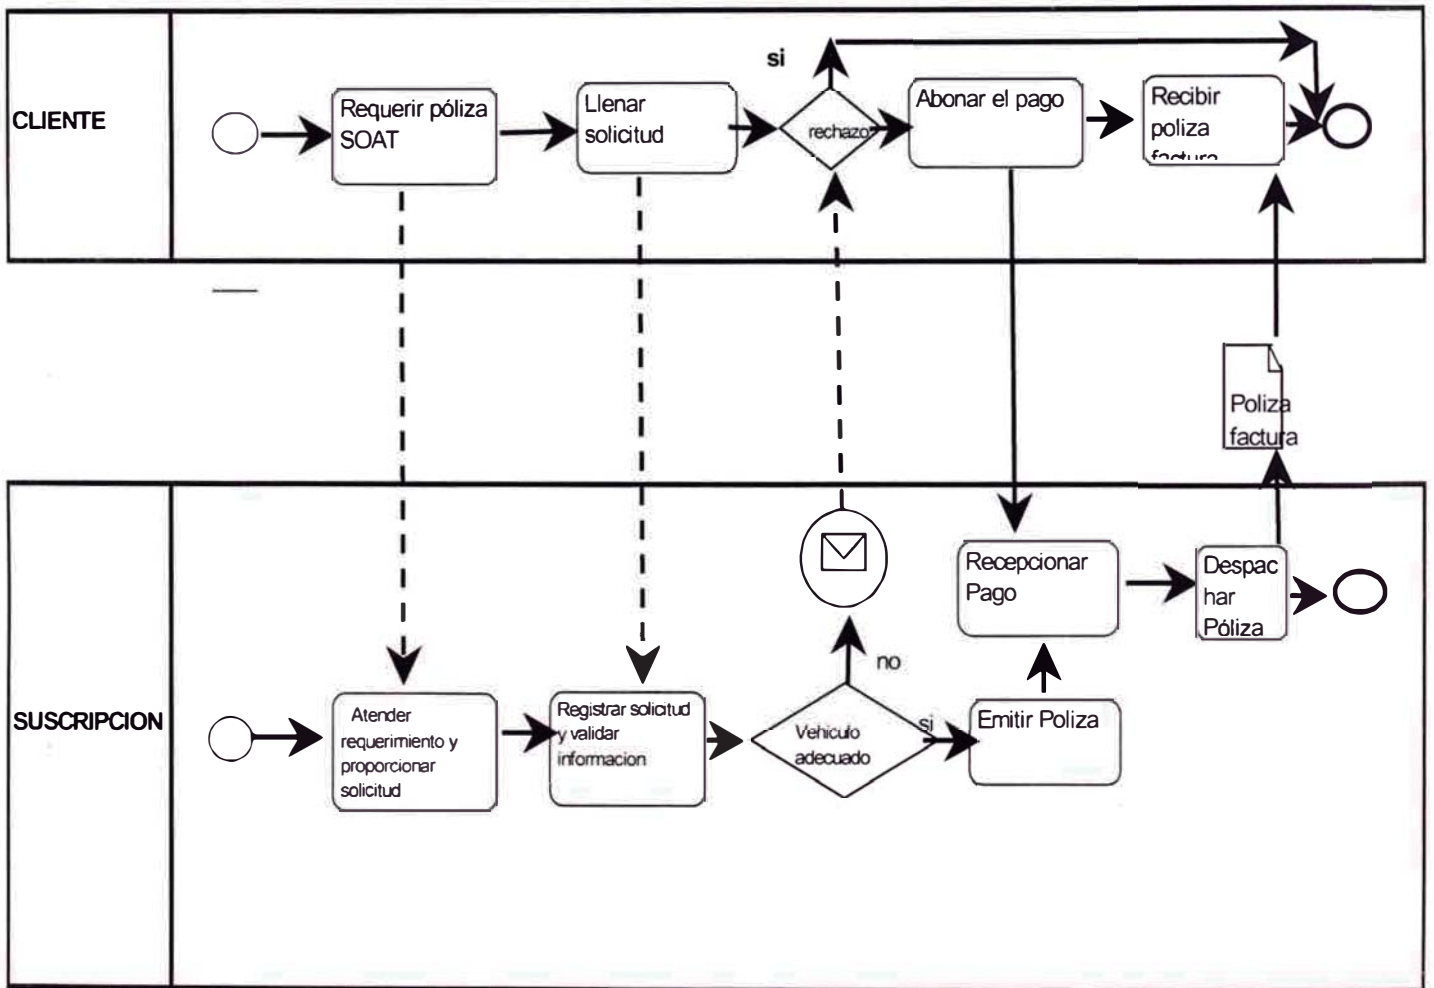 CLIENTE
Requerir póliza
SOAT
Llenar
solicitud
si
rechazo
Abonar el pago
Recibir
poliza
factura
Poliza
factura
SUSCRIPCION
Atender
requerimiento y
proporcionar
solicitud
Registrar solicitud
y validar
informacion
Vehiculo
adecuado
no
si
Emitir Poliza
Recepcionar
Pago
Despac
har
Póliza